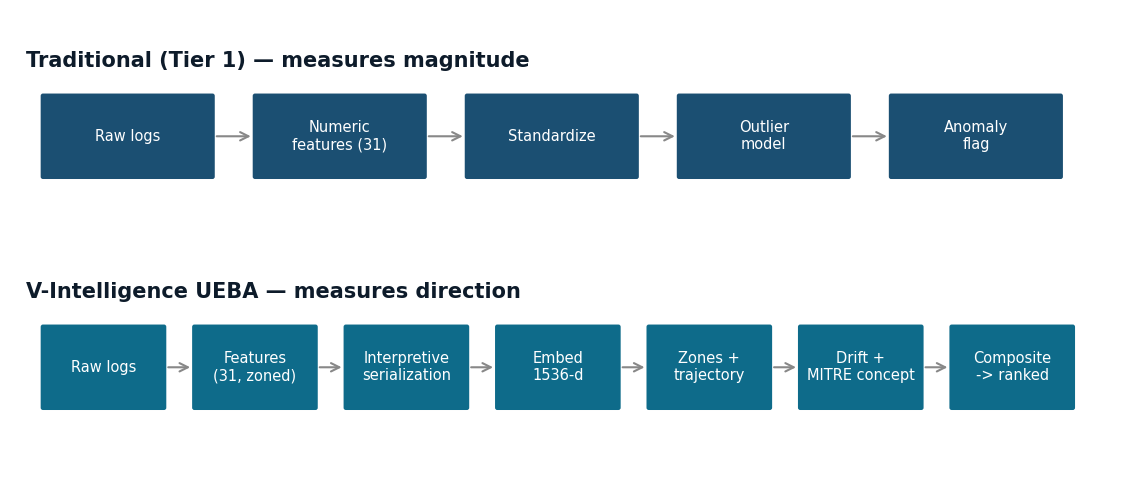 Traditional (Tier 1) — measures magnitude
Raw logs
Numeric
features (31)
Standardize
Outlier
model
Anomaly
flag
V-Intelligence UEBA — measures direction
Raw logs
Features
(31, zoned)
Interpretive
serialization
Embed
1536-d
Zones +
trajectory
Drift +
MITRE concept
Composite
-> ranked